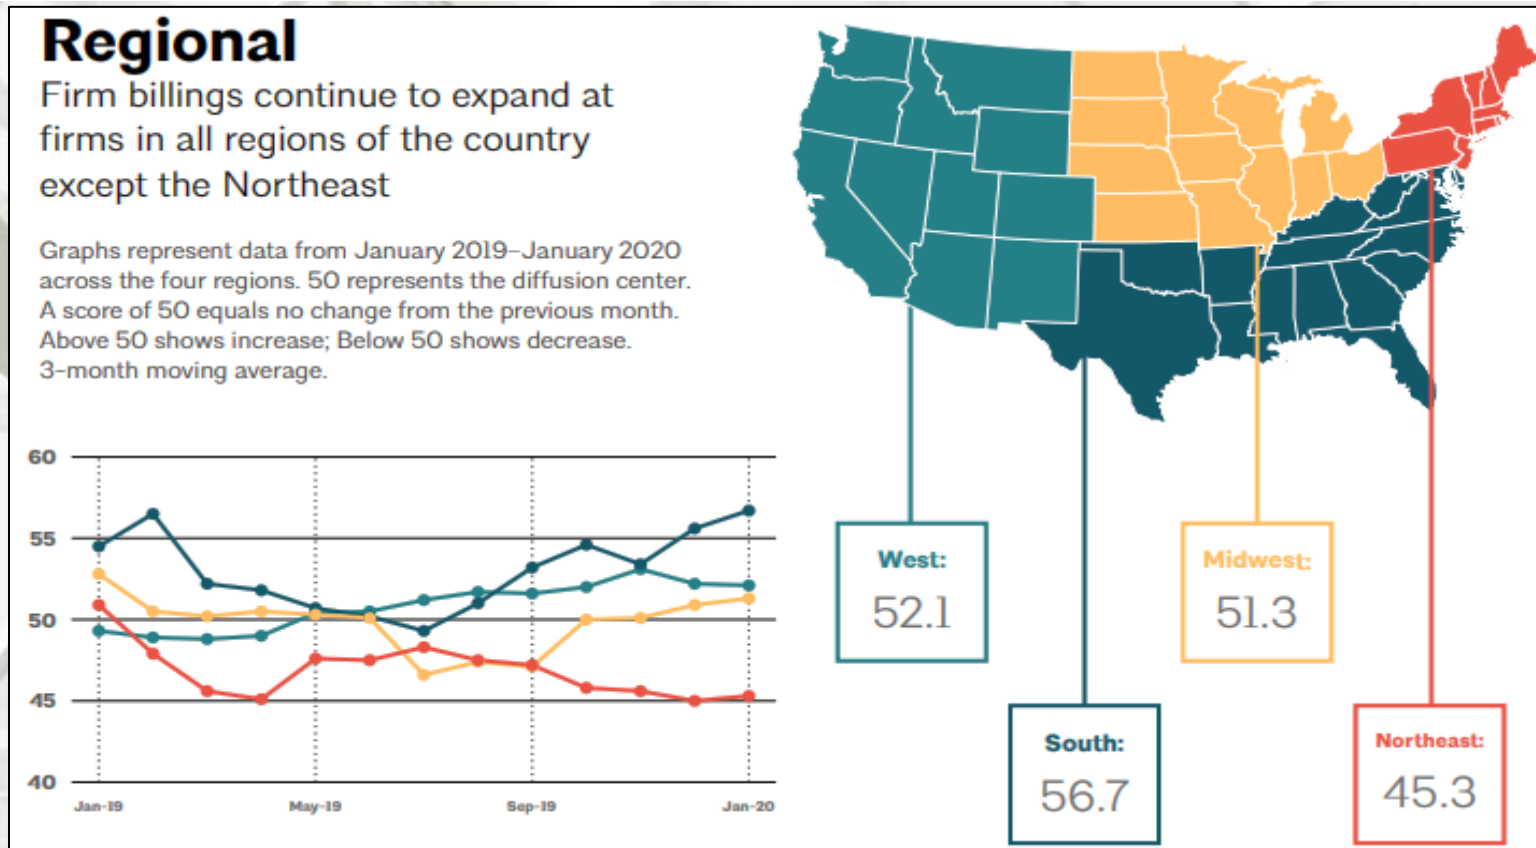 Regional
Firm billings continue to expand at
firms in all regions of the country
except the Northeast
Graphs represent data from January 2019–January 2020
across the four regions. 50 represents the diffusion center.
A score of 50 equals no change from the previous month.
Above 50 shows increase; Below 50 shows decrease.
3-month moving average.
60
55
50
45
40
Jan-19 May-19 Sep-19 Jan-20
West:
52.1
Midwest:
51.3
South:
56.7
Northeast:
45.3